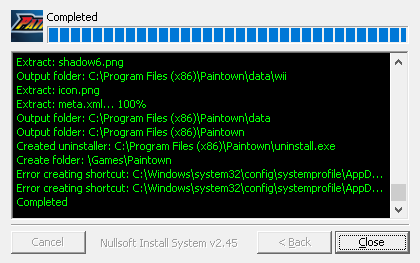 Completed
Extract: shadow6.png
Output folder: C:\Program Files (x86)\Paintown\data\wii
Extract: icon.png
Extract: meta.xml... 100%
Output folder: C:\Program Files (x86)\Paintown\data
Output folder: C:\Program Files (x86)\Paintown
Created uninstaller: C:\Program Files (x86)\Paintown\uninstall.exe
Create folder: \Games\Paintown
Error creating shortcut: C:\Windows\system32\config\systemprofile\AppD...
Error creating shortcut: C:\Windows\system32\config\systemprofile\AppD...
Completed
Cancel Nullsoft Install System v2.45 < Back Close